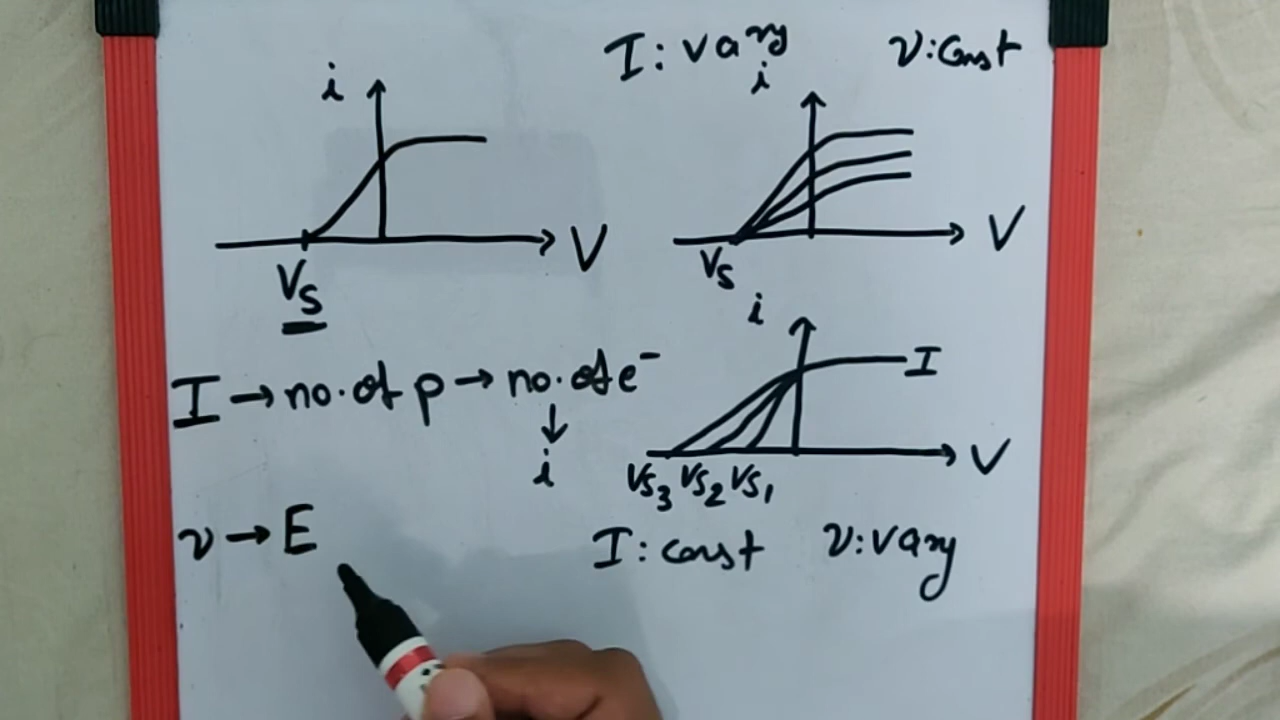 I: vary ν: Const
i
V
Vs
i
V
Vs
I → no. of p → no. of e⁻
↓
i
i
I
V
Vs3 Vs2 Vs1
ν → E
I: const ν: vary